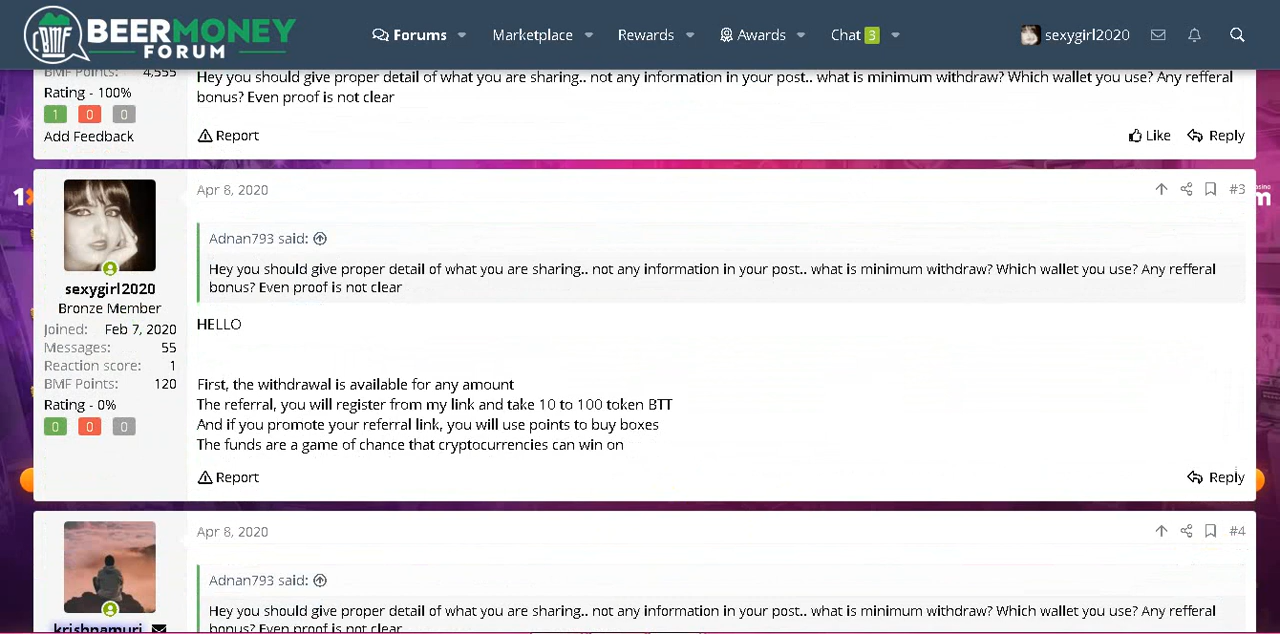 BEERMONEY
FORUM
Forums Marketplace Rewards Awards Chat 3 sexygirl2020
BMF Points: 4,555
Rating - 100%
1 0 0
Add Feedback
Hey you should give proper detail of what you are sharing.. not any information in your post.. what is minimum withdraw? Which wallet you use? Any refferal
bonus? Even proof is not clear
Report Like Reply
Apr 8, 2020 #3
sexygirl2020
Bronze Member
Joined: Feb 7, 2020
Messages: 55
Reaction score: 1
BMF Points: 120
Rating - 0%
0 0 0
Adnan793 said:
Hey you should give proper detail of what you are sharing.. not any information in your post.. what is minimum withdraw? Which wallet you use? Any refferal
bonus? Even proof is not clear
HELLO
First, the withdrawal is available for any amount
The referral, you will register from my link and take 10 to 100 token BTT
And if you promote your referral link, you will use points to buy boxes
The funds are a game of chance that cryptocurrencies can win on
Report Reply
Apr 8, 2020 #4
krishnamuri
Adnan793 said:
Hey you should give proper detail of what you are sharing.. not any information in your post.. what is minimum withdraw? Which wallet you use? Any refferal
bonus? Even proof is not clear